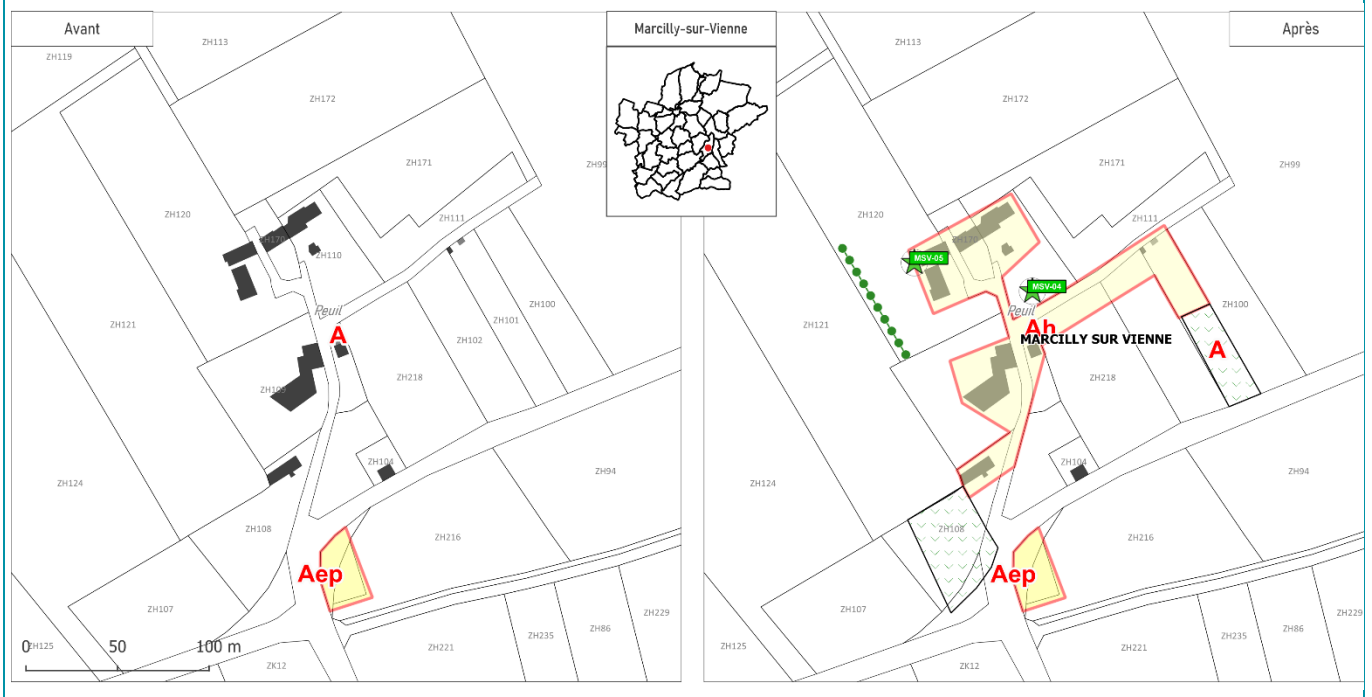 Avant
Marcilly-sur-Vienne
Après
ZH113
ZH119
ZH172
ZH171
ZH99
ZH120
ZH170
ZH110
ZH111
Peuil
ZH100
ZH101
ZH102
ZH121
A
ZH109
ZH218
ZH104
ZH94
ZH124
ZH108
ZH216
Aep
ZH107
ZH229
ZH86
ZH235
ZH221
ZH125
ZK12
0 50 100 m
ZH113
ZH172
ZH171
ZH99
ZH120
ZH170
ZH111
MSV-05
MSV-04
Peuil
ZH100
ZH121
Ah
MARCILLY SUR VIENNE
A
ZH218
ZH104
ZH94
ZH124
ZH108
ZH216
Aep
ZH107
ZH229
ZH86
ZH235
ZH221
ZH125
ZK12